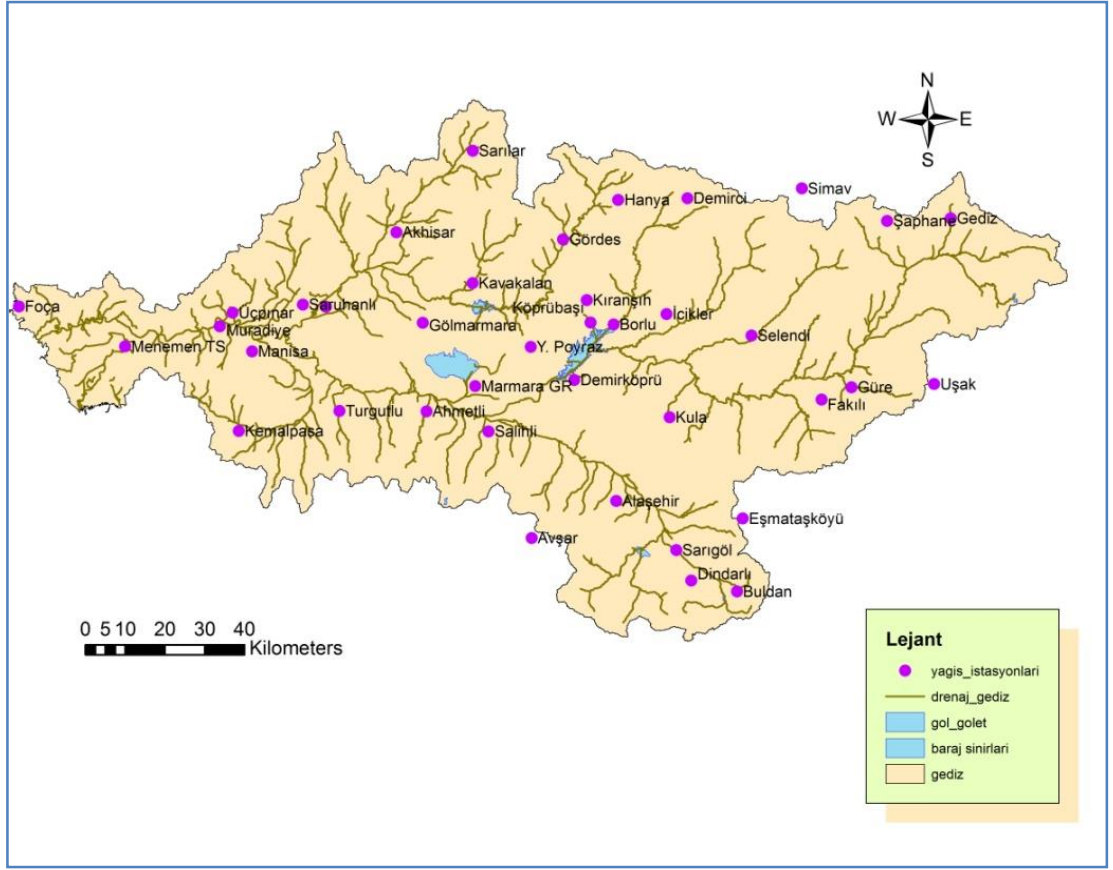 N
W E
S
Sarılar
Simav
Hanya
Demirci
Şaphane
Gediz
Akhisar
Gördes
Kavakalan
Foça
Saruhanlı
Kıranşın
Üçpınar
Köprübaşı
İcikler
Muradiye
Gölmarmara
Borlu
Selendi
Menemen TS
Manisa
Y. Poyraz
Demirköprü
Marmara GR
Güre
Uşak
Fakılı
Turgutlu
Ahmetli
Kula
Kemalpaşa
Salihli
Alaşehir
Eşmataşköyü
Avşar
Sarıgöl
Dindarlı
Buldan
0 5 10 20 30 40
Kilometers
Lejant
yagis_istasyonlari
drenaj_gediz
gol_golet
baraj sinirlari
gediz